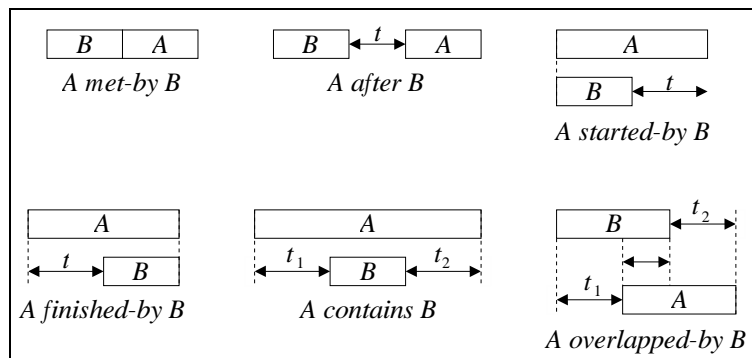 B A
A met-by B
B t A
A after B
A
B t
A started-by B
A
t B
A finished-by B
A
t1 B t2
A contains B
B t2
t1 A
A overlapped-by B